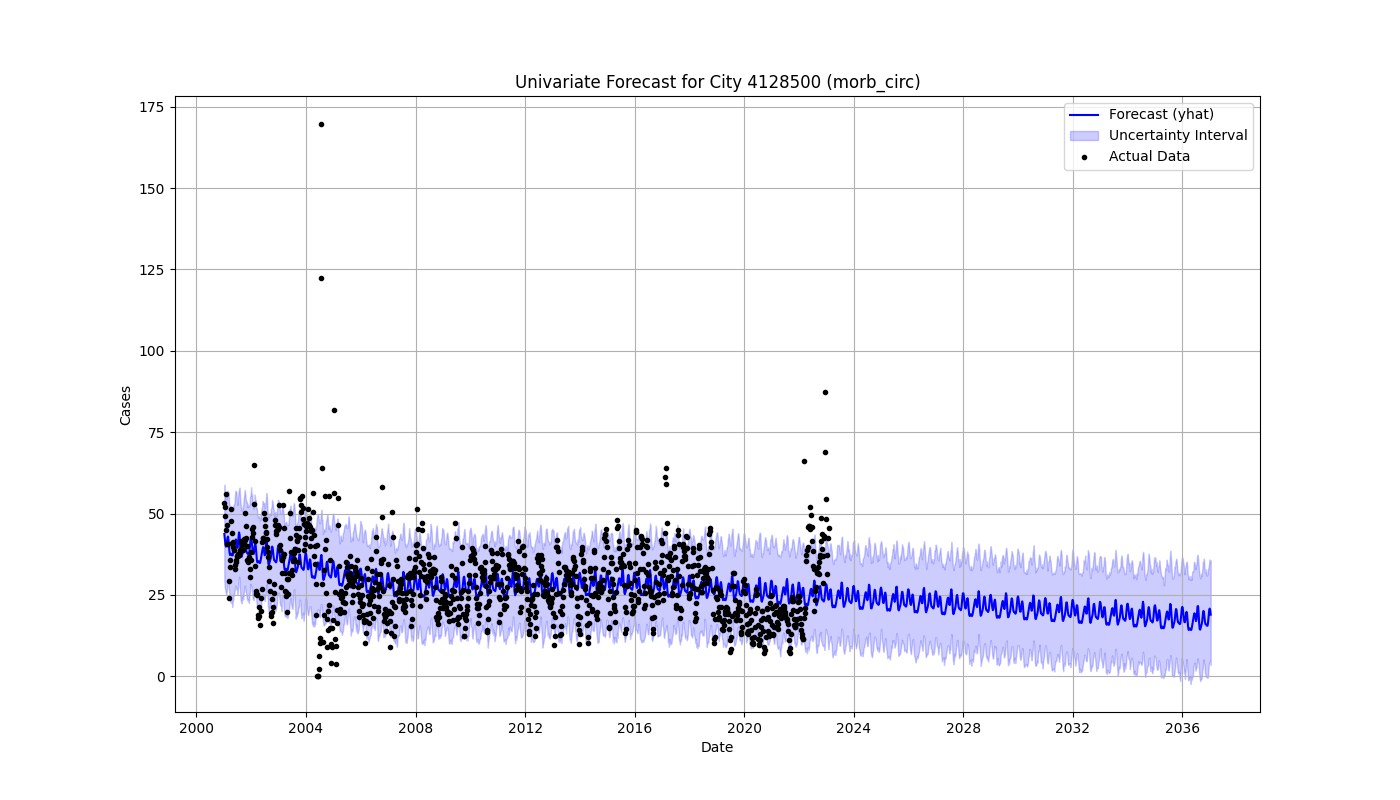 Univariate Forecast for City 4128500 (morb_circ)
Forecast (yhat)
Uncertainty Interval
Actual Data
175
150
125
100
75
50
25
0
Cases
2000 2004 2008 2012 2016 2020 2024 2028 2032 2036
Date